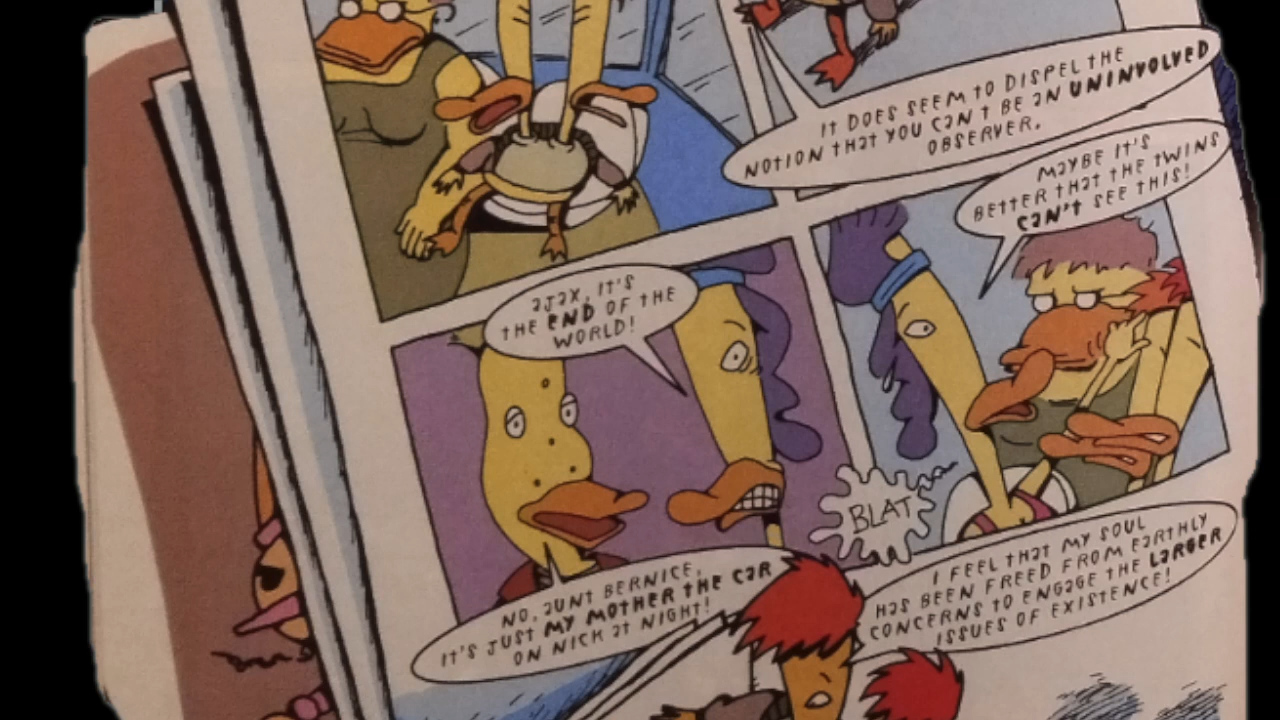 IT DOES SEEM TO DISPEL THE
NOTION THAT YOU CAN'T BE AN UNINVOLVED
OBSERVER.
MAYBE IT'S
BETTER THAT THE TWINS
CAN'T SEE THIS!
AJAX, IT'S
THE END OF THE
WORLD!
BLAT
NO, AUNT BERNICE,
IT'S JUST MY MOTHER THE CAR
ON NICK AT NIGHT!
I FEEL THAT MY SOUL
HAS BEEN FREED FROM EARTHLY
CONCERNS TO ENGAGE THE LARGER
ISSUES OF EXISTENCE!